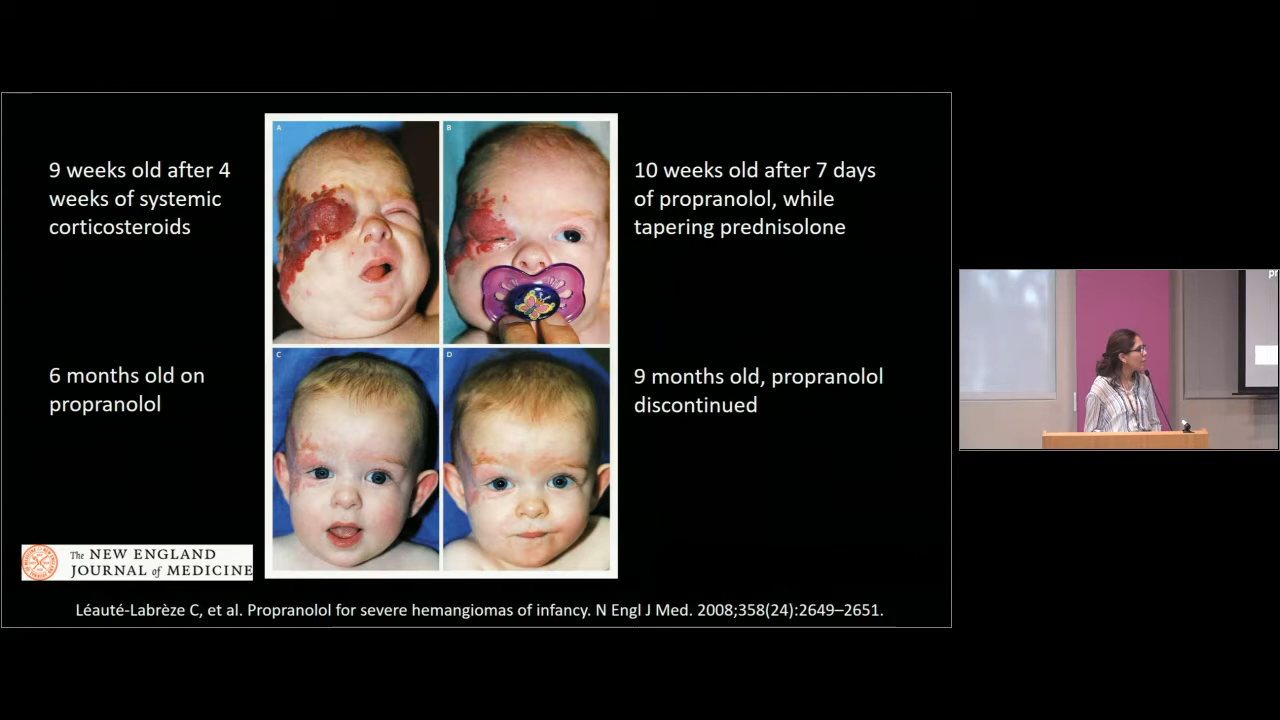 9 weeks old after 4
weeks of systemic
corticosteroids
A
B
10 weeks old after 7 days
of propranolol, while
tapering prednisolone
6 months old on
propranolol
C
D
9 months old, propranolol
discontinued
The NEW ENGLAND
JOURNAL of MEDICINE
Léauté-Labrèze C, et al. Propranolol for severe hemangiomas of infancy. N Engl J Med. 2008;358(24):2649–2651.
pr